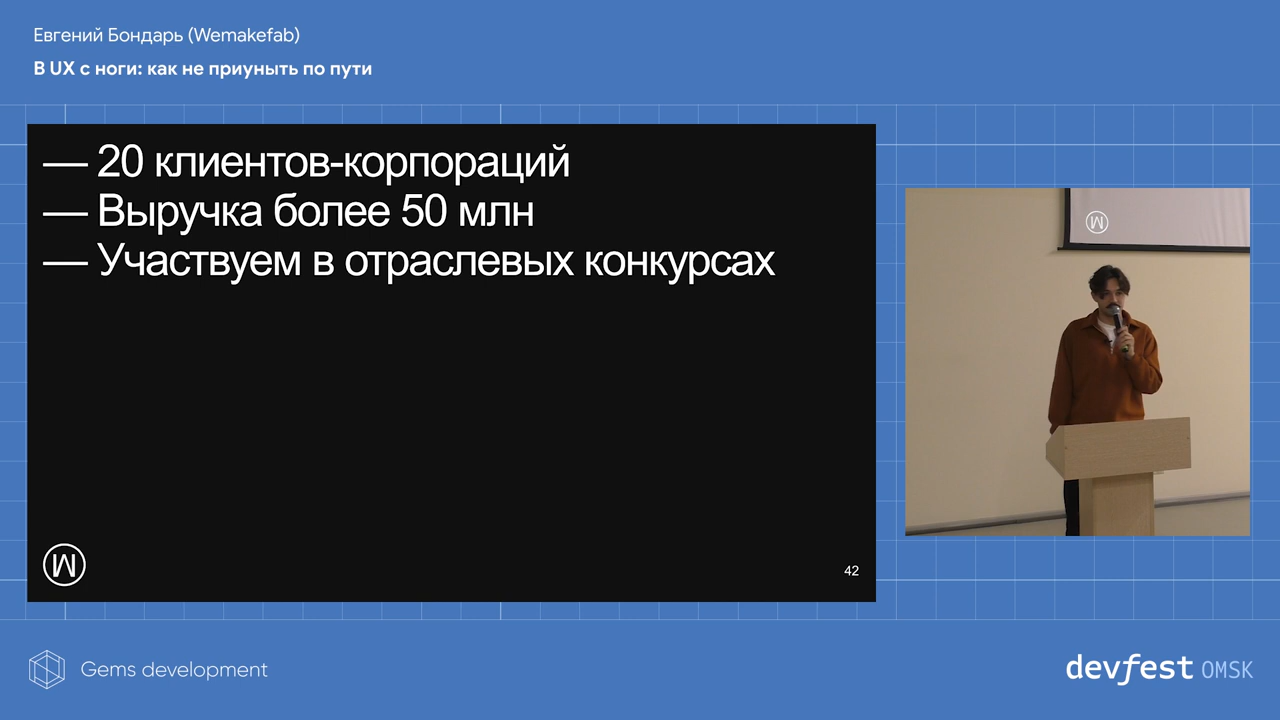 Евгений Бондарь (Wemakefab)
В UX с ноги: как не приуныть по пути
— 20 клиентов-корпораций
— Выручка более 50 млн
— Участвуем в отраслевых конкурсах
42
Gems development
devfest OMSK